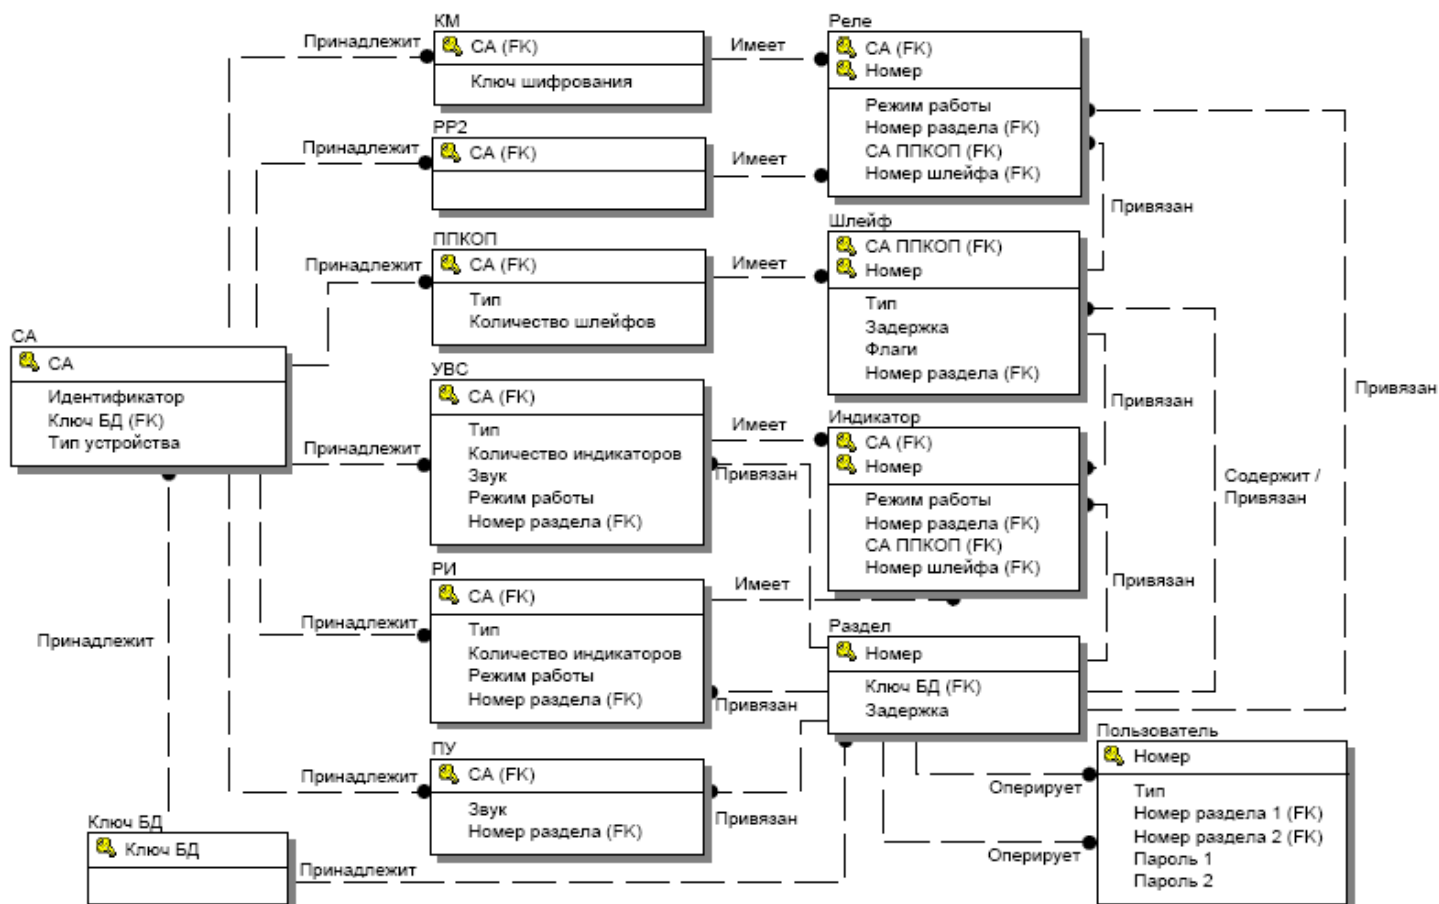 КМ
СА (FK)
Ключ шифрования
Принадлежит
Имеет
Реле
СА (FK)
Номер
Режим работы
Номер раздела (FK)
СА ППКОП (FK)
Номер шлейфа (FK)
РР2
СА (FK)
Принадлежит
Имеет
Привязан
ППКОП
СА (FK)
Тип
Количество шлейфов
Принадлежит
Имеет
Шлейф
СА ППКОП (FK)
Номер
Тип
Задержка
Флаги
Номер раздела (FK)
СА
СА
Идентификатор
Ключ БД (FK)
Тип устройства
УВС
СА (FK)
Тип
Количество индикаторов
Звук
Режим работы
Номер раздела (FK)
Принадлежит
Имеет
Привязан
Привязан
Привязан
Индикатор
СА (FK)
Номер
Режим работы
Номер раздела (FK)
СА ППКОП (FK)
Номер шлейфа (FK)
Содержит /
Привязан
Привязан
РИ
СА (FK)
Тип
Количество индикаторов
Режим работы
Номер раздела (FK)
Принадлежит
Имеет
Привязан
Раздел
Номер
Ключ БД (FK)
Задержка
Принадлежит
ПУ
СА (FK)
Звук
Номер раздела (FK)
Принадлежит
Привязан
Пользователь
Номер
Тип
Номер раздела 1 (FK)
Номер раздела 2 (FK)
Пароль 1
Пароль 2
Оперирует
Оперирует
Ключ БД
Ключ БД
Принадлежит